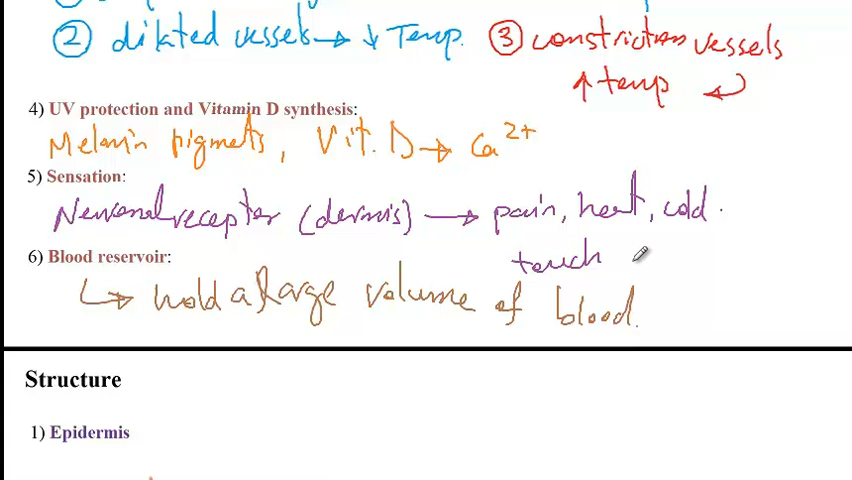 ② dilated vessels → ↓ Temp. ③ constriction vessels
↑ temp ↲
4) UV protection and Vitamin D synthesis:
Melanin pigments, Vit. D → Ca²⁺
5) Sensation:
Neuronal receptor (dermis) → pain, heat, cold.
touch
6) Blood reservoir:
↳ hold a large volume of blood.
Structure
1) Epidermis